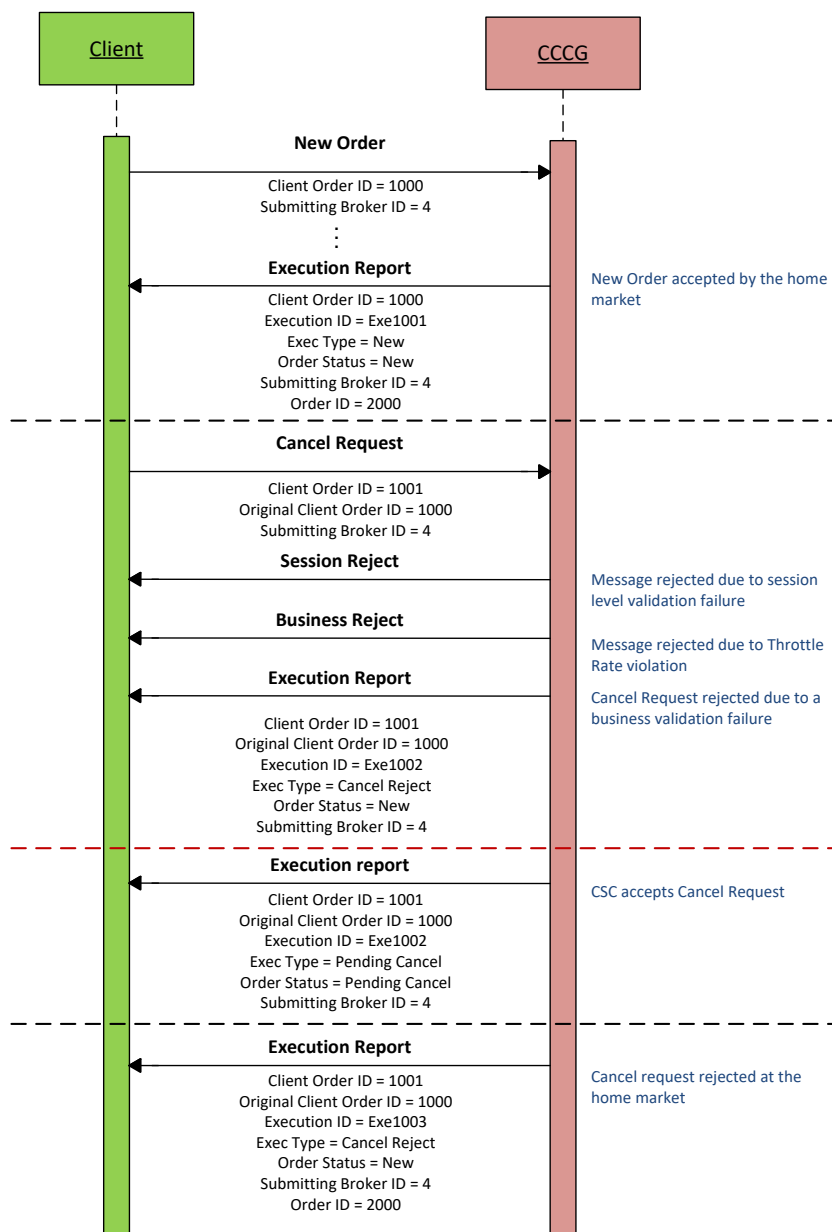 Client
CCCG
New Order
Client Order ID = 1000
Submitting Broker ID = 4
Execution Report
New Order accepted by the home
market
Client Order ID = 1000
Execution ID = Exe1001
Exec Type = New
Order Status = New
Submitting Broker ID = 4
Order ID = 2000
Cancel Request
Client Order ID = 1001
Original Client Order ID = 1000
Submitting Broker ID = 4
Session Reject
Message rejected due to session
level validation failure
Business Reject
Message rejected due to Throttle
Rate violation
Execution Report
Cancel Request rejected due to a
business validation failure
Client Order ID = 1001
Original Client Order ID = 1000
Execution ID = Exe1002
Exec Type = Cancel Reject
Order Status = New
Submitting Broker ID = 4
Execution report
CSC accepts Cancel Request
Client Order ID = 1001
Original Client Order ID = 1000
Execution ID = Exe1002
Exec Type = Pending Cancel
Order Status = Pending Cancel
Submitting Broker ID = 4
Execution Report
Cancel request rejected at the
home market
Client Order ID = 1001
Original Client Order ID = 1000
Execution ID = Exe1003
Exec Type = Cancel Reject
Order Status = New
Submitting Broker ID = 4
Order ID = 2000